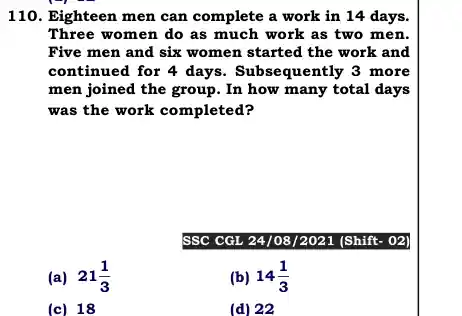 110. Eighteen men can complete a work in 14 days.
Three women do as much work as two men.
Five men and six women started the work and
continued for 4 days. Subsequently 3 more
men joined the group. In how many total days
was the work completed?
SSC CGL 24/08/2021 (Shift- 02)
(a) 21 1/3 (b) 14 1/3
(c) 18 (d) 22